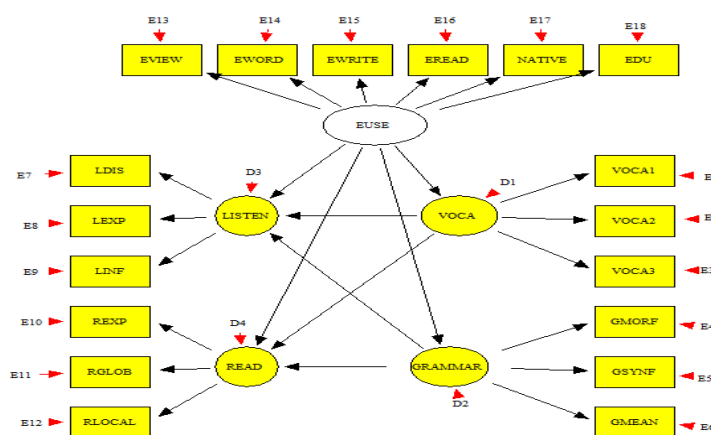 E13 E14 E15 E16 E17 E18
EVIEW EWORD EWRITE EREAD NATIVE EDU
EUSE
E7 LDIS D3 D1 VOCA1
E8 LEXP LISTEN VOCA VOCA2
E9 LINF VOCA3
E10 REXP D4 GMORF
E11 RGLOB READ GRAMMAR GSYNF E5
E12 RLOCAL D2 GMEAN